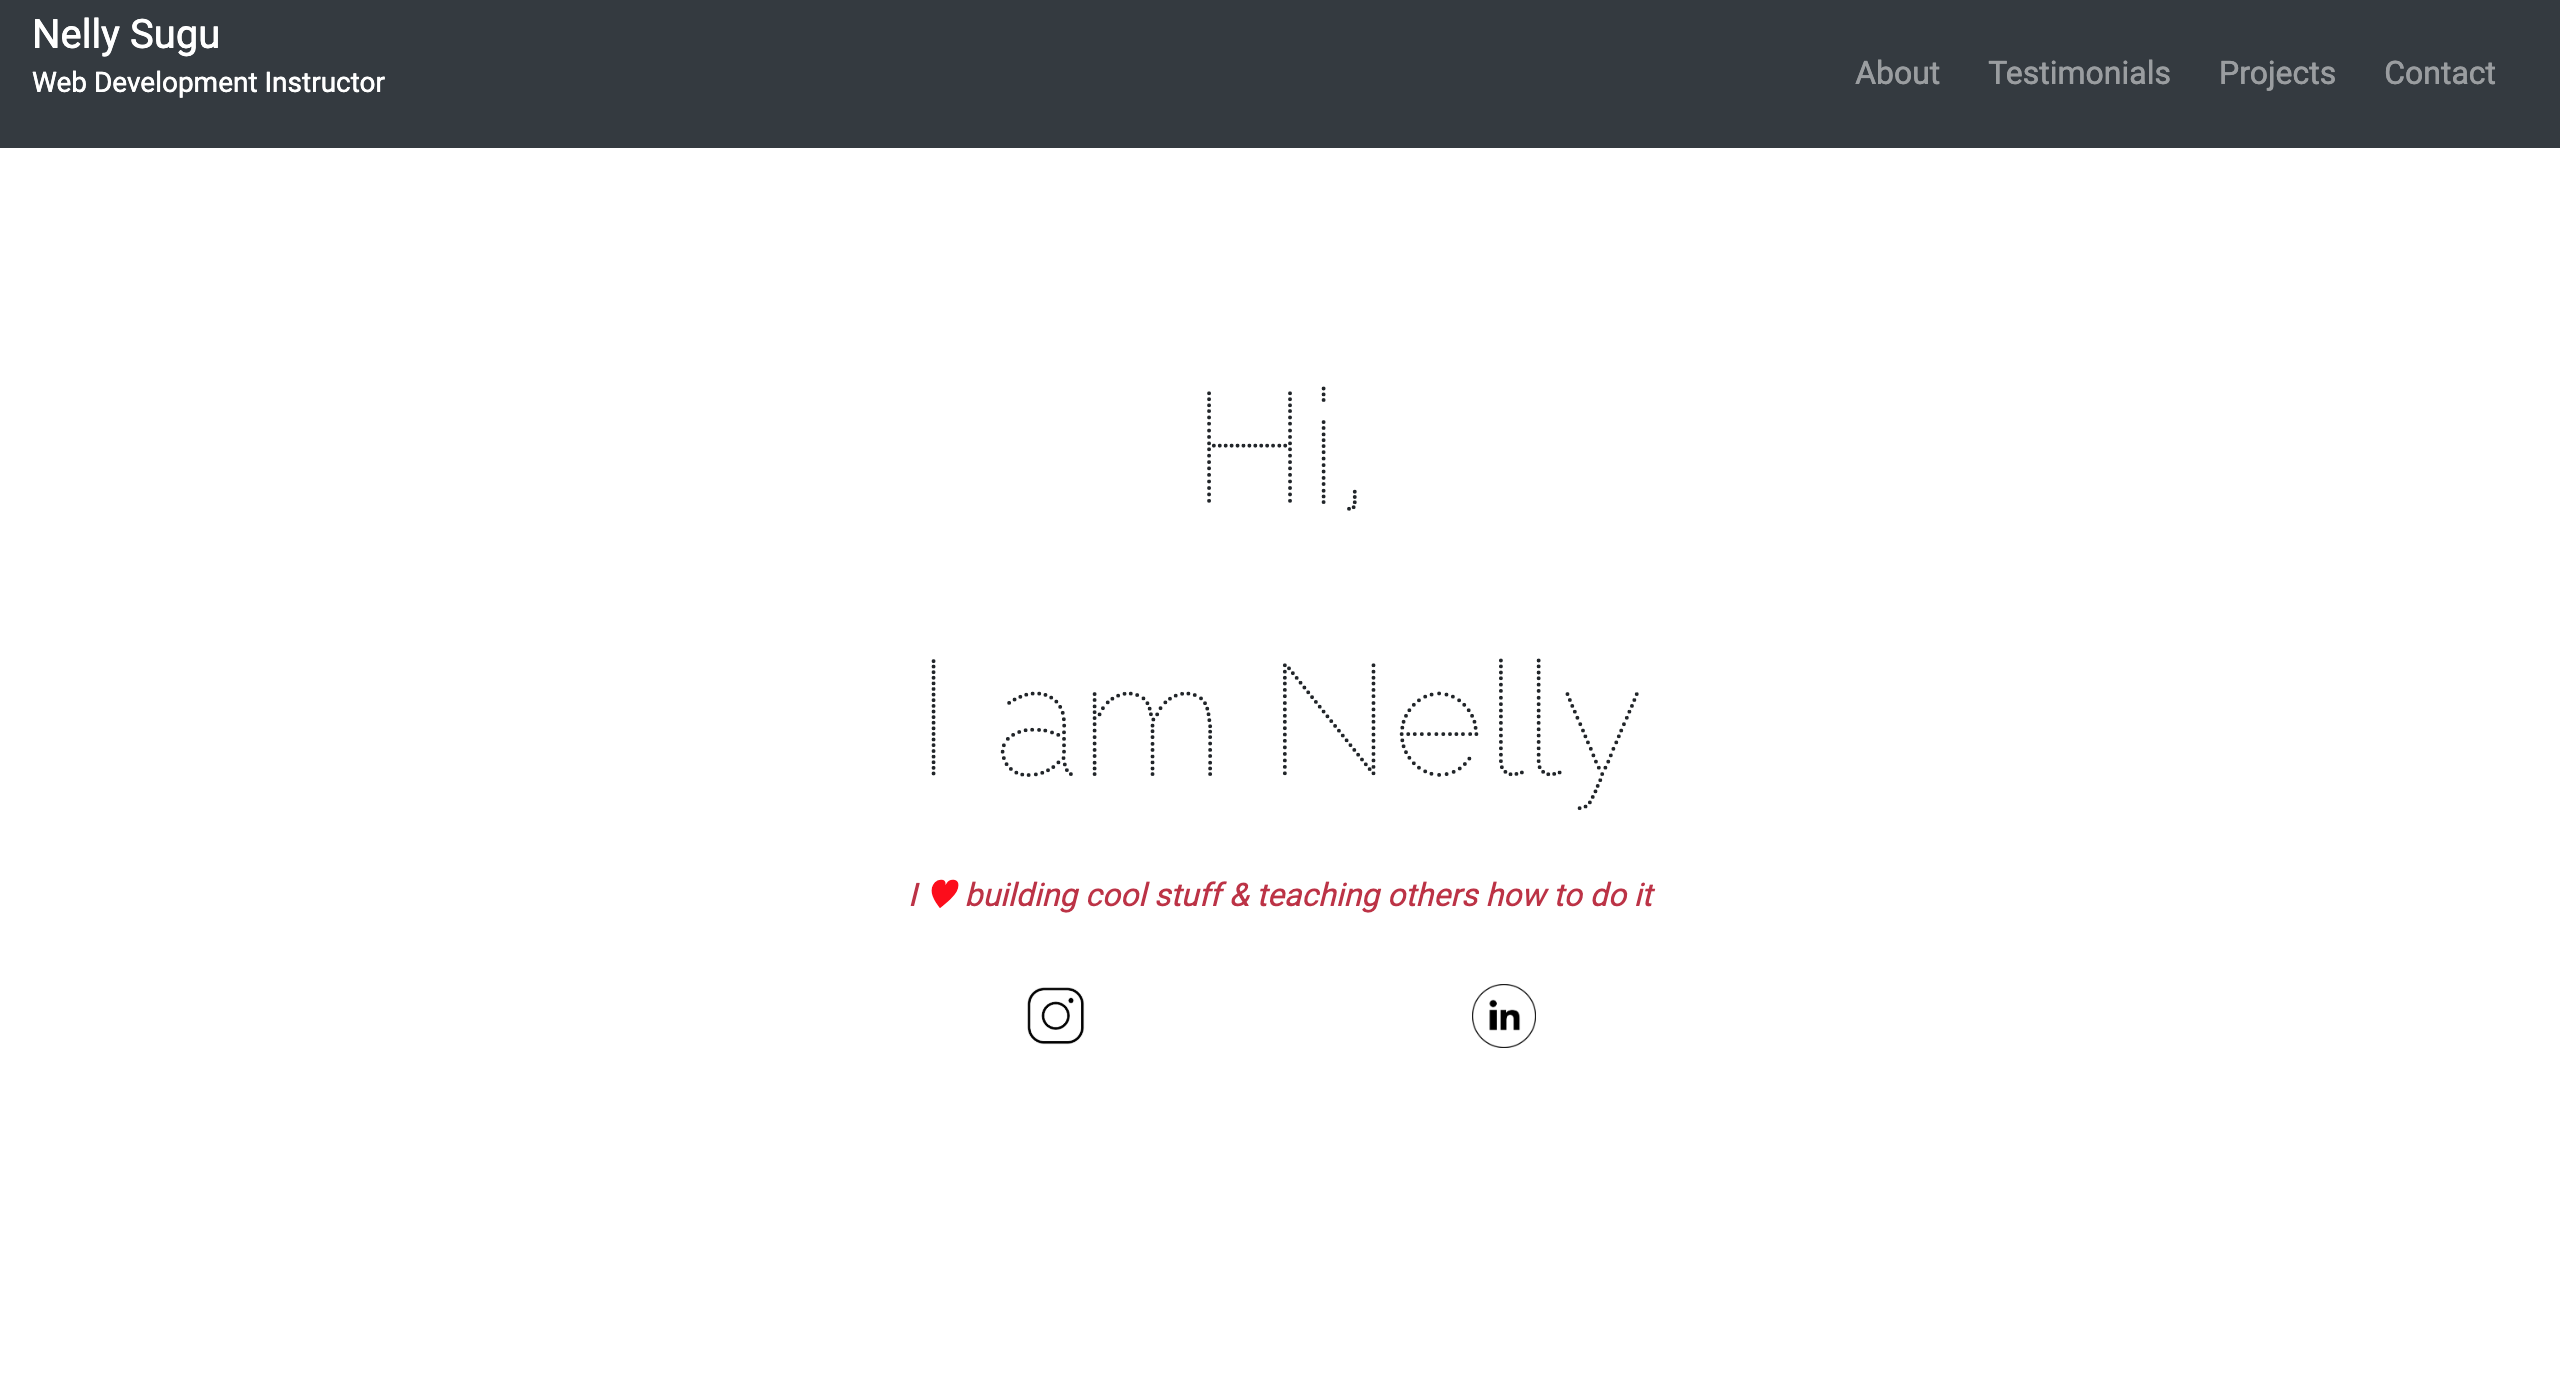 Nelly Sugu
Web Development Instructor
About Testimonials Projects Contact
Hi,
I am Nelly
I ♥ building cool stuff & teaching others how to do it
in